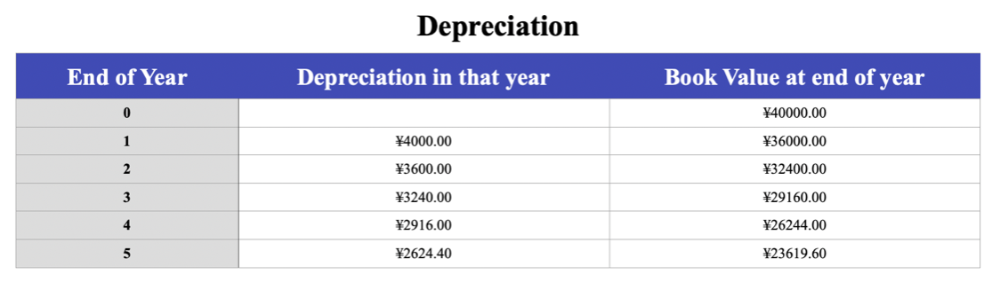 Depreciation
End of Year Depreciation in that year Book Value at end of year
0 ¥40000.00
1 ¥4000.00 ¥36000.00
2 ¥3600.00 ¥32400.00
3 ¥3240.00 ¥29160.00
4 ¥2916.00 ¥26244.00
5 ¥2624.40 ¥23619.60